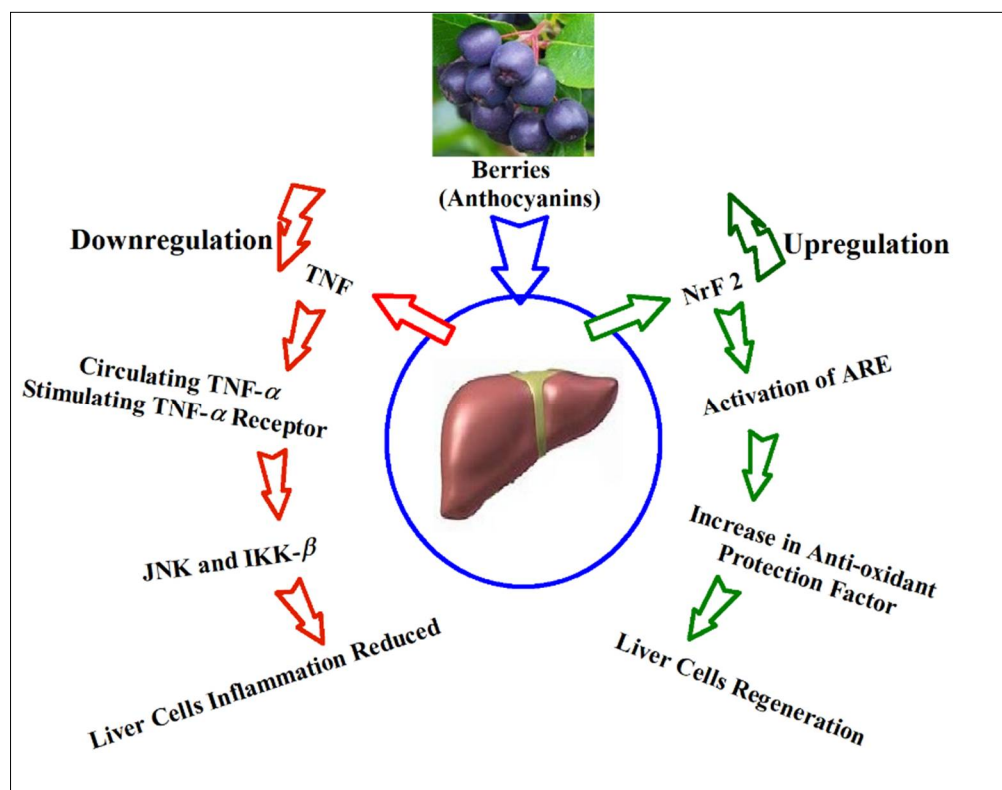 Berries
(Anthocyanins)
Downregulation
TNF
Circulating TNF-α
Stimulating TNF-α Receptor
JNK and IKK-β
Liver Cells Inflammation Reduced
Upregulation
NrF 2
Activation of ARE
Increase in Anti-oxidant
Protection Factor
Liver Cells Regeneration